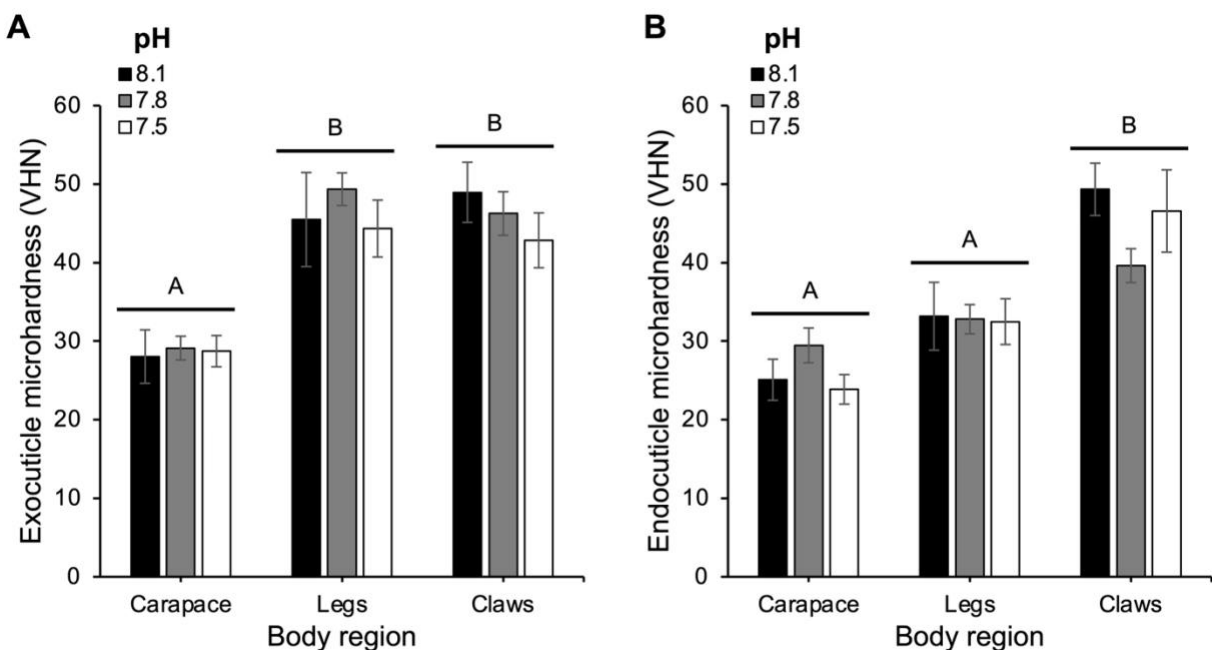 A
pH
8.1
7.8
7.5
Exocuticle microhardness (VHN)
60
50
40
30
20
10
0
A
B
B
Carapace
Legs
Claws
Body region
B
pH
8.1
7.8
7.5
Endocuticle microhardness (VHN)
60
50
40
30
20
10
0
A
A
B
Carapace
Legs
Claws
Body region